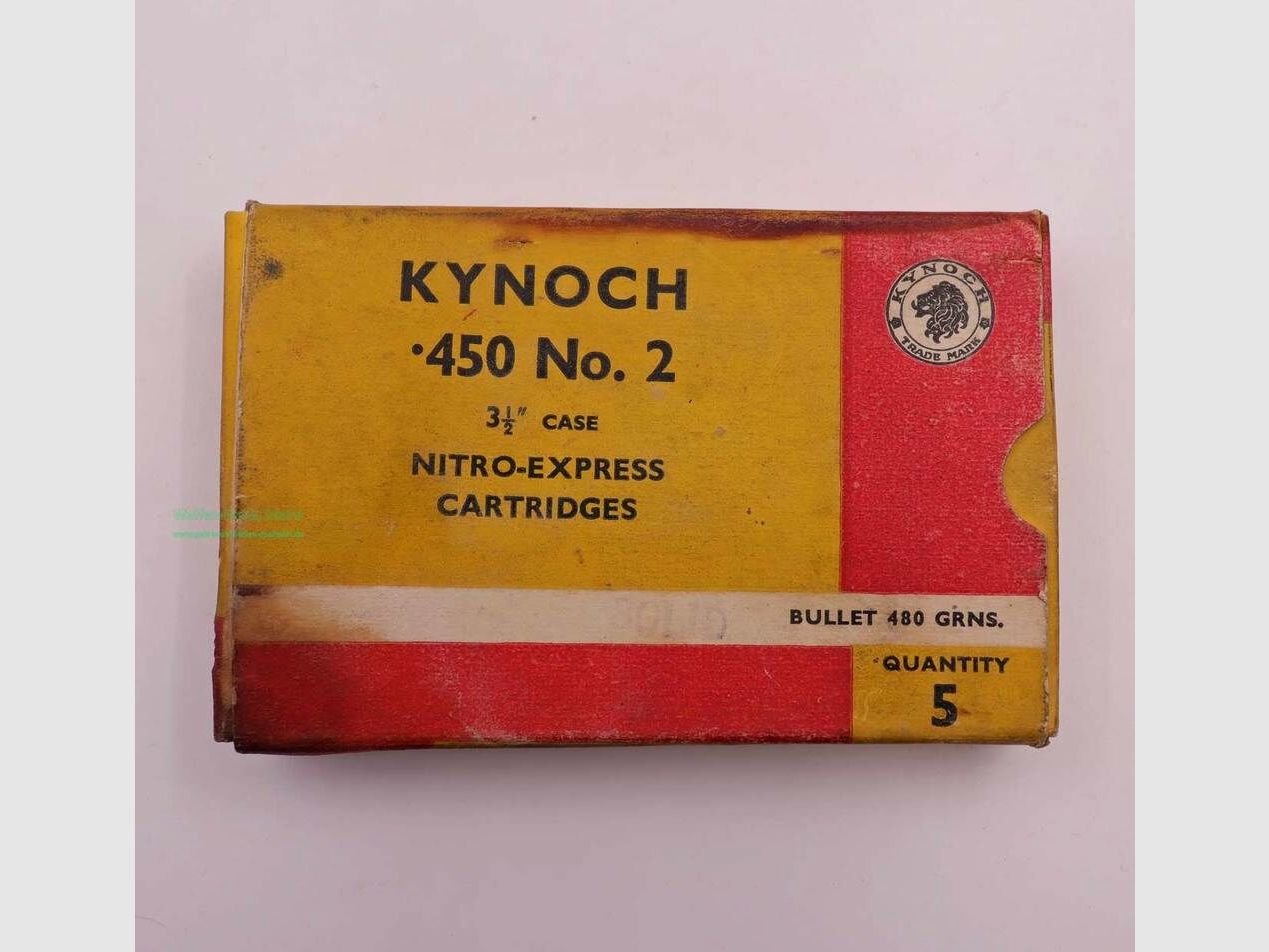 KYNOCH
·450 No. 2
3½" CASE
NITRO-EXPRESS
CARTRIDGES
KYNOCH
TRADE MARK
BULLET 480 GRNS.
QUANTITY
5